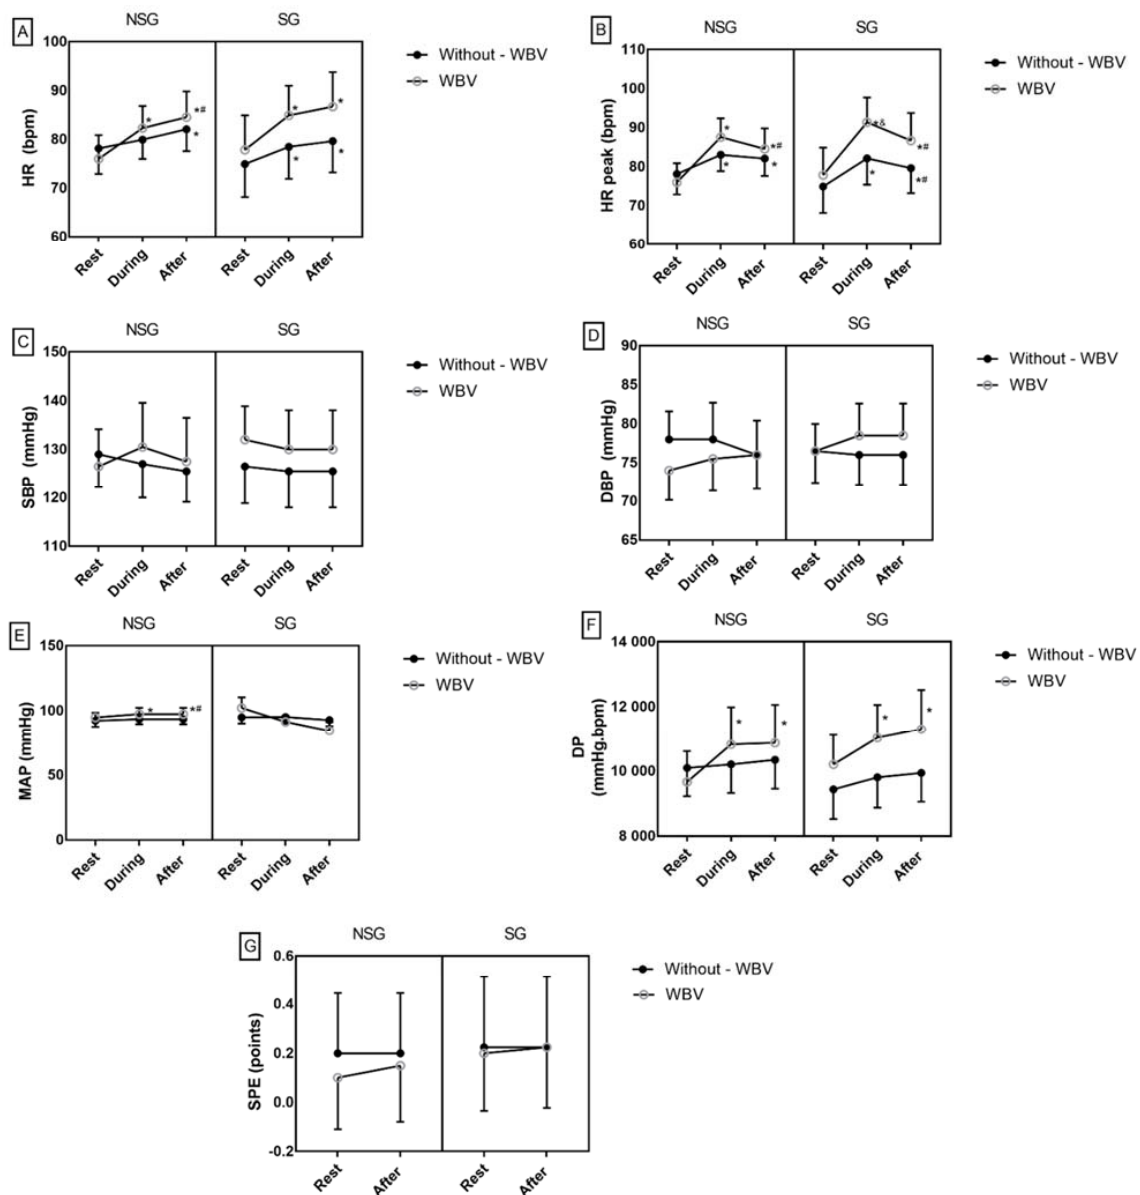 A
NSG SG
HR (bpm)
100
90
80
70
60
* *# *
* * * *
Rest During After Rest During After
Without - WBV
WBV
B
NSG SG
HR peak (bpm)
110
100
90
80
70
60
* *# * *
*& *# * *#
Rest During After Rest During After
Without - WBV
WBV
C
NSG SG
SBP (mmHg)
150
140
130
120
110
Rest During After Rest During After
Without - WBV
WBV
D
NSG SG
DBP (mmHg)
90
85
80
75
70
65
Rest During After Rest During After
Without - WBV
WBV
E
NSG SG
MAP (mmHg)
150
100
50
0
* *#
Rest During After Rest During After
Without - WBV
WBV
F
NSG SG
DP
(mmHg.bpm)
14 000
12 000
10 000
8 000
* * * *
Rest During After Rest During After
Without - WBV
WBV
G
NSG SG
SPE (points)
0.6
0.4
0.2
0.0
-0.2
Rest After Rest After
Without - WBV
WBV